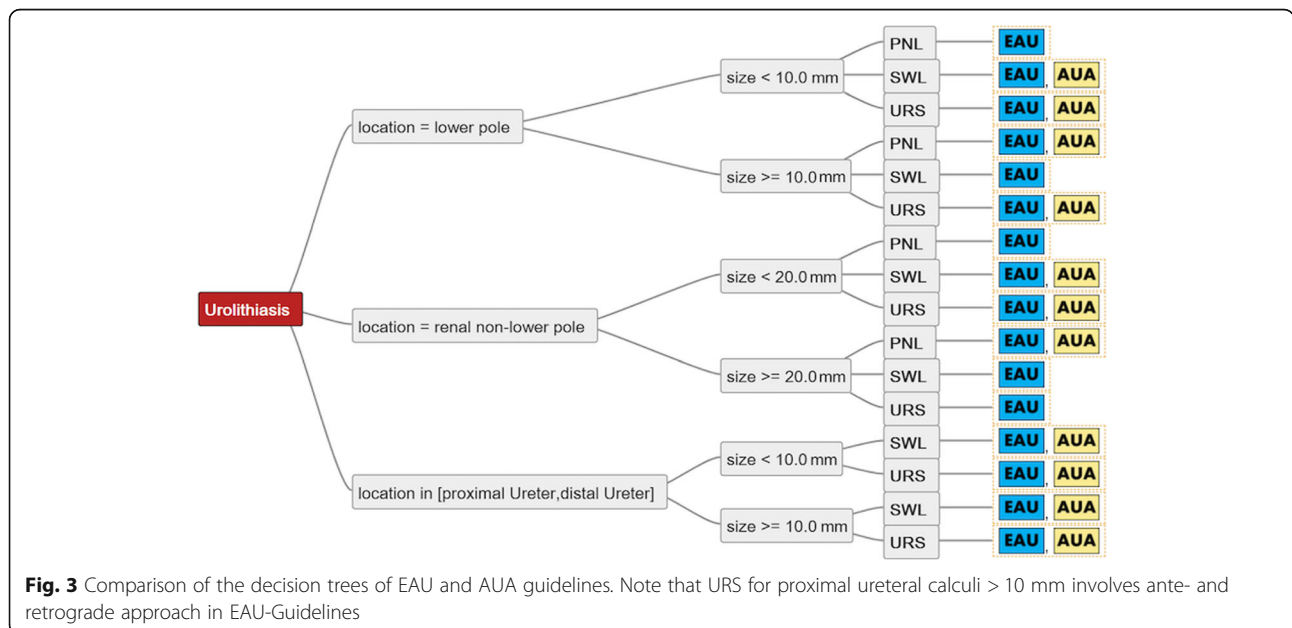 PNL EAU
size < 10.0 mm SWL EAU, AUA
URS EAU, AUA
location = lower pole
PNL EAU, AUA
size >= 10.0 mm SWL EAU
URS EAU, AUA
PNL EAU
size < 20.0 mm SWL EAU, AUA
URS EAU, AUA
Urolithiasis
location = renal non-lower pole
PNL EAU, AUA
size >= 20.0 mm SWL EAU
URS EAU
SWL EAU, AUA
size < 10.0 mm
URS EAU, AUA
location in [proximal Ureter,distal Ureter]
SWL EAU, AUA
size >= 10.0 mm
URS EAU, AUA
Fig. 3 Comparison of the decision trees of EAU and AUA guidelines. Note that URS for proximal ureteral calculi > 10 mm involves ante- and
retrograde approach in EAU-Guidelines